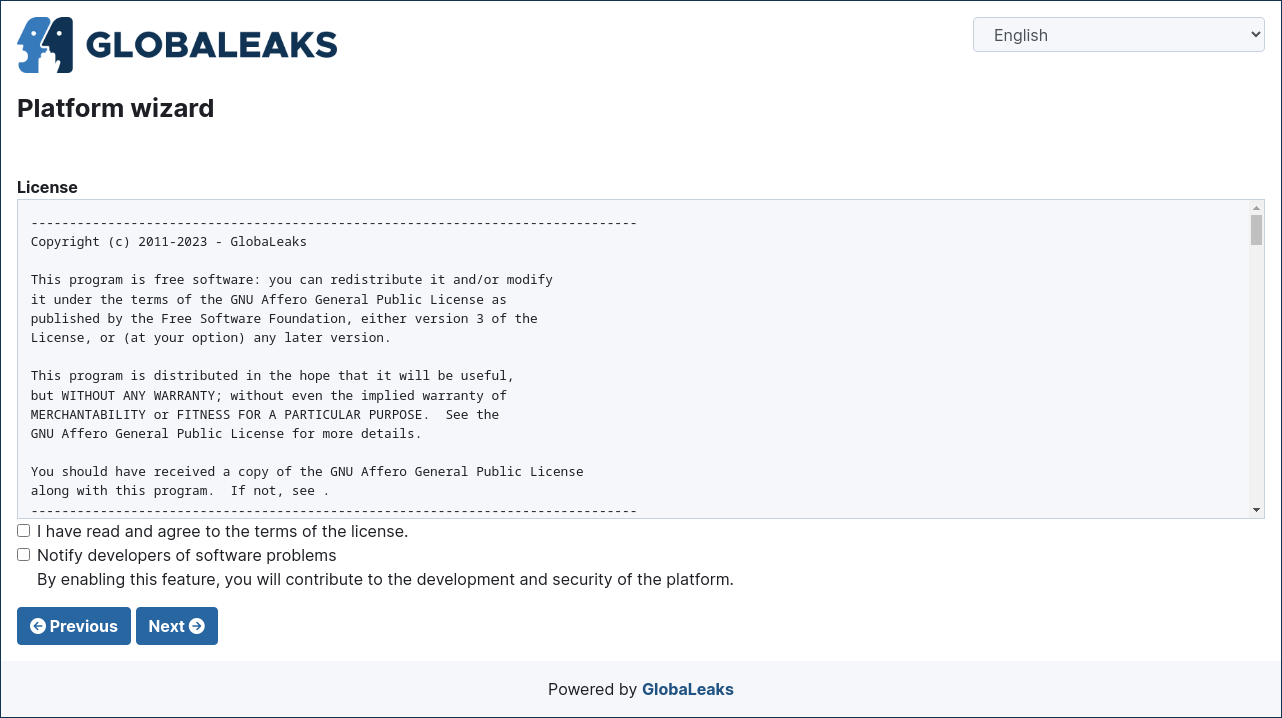 GLOBALEAKS
English
Platform wizard
License
-------------------------------------------------------------------------------
Copyright (c) 2011-2023 - GlobaLeaks
This program is free software: you can redistribute it and/or modify
it under the terms of the GNU Affero General Public License as
published by the Free Software Foundation, either version 3 of the
License, or (at your option) any later version.
This program is distributed in the hope that it will be useful,
but WITHOUT ANY WARRANTY; without even the implied warranty of
MERCHANTABILITY or FITNESS FOR A PARTICULAR PURPOSE.  See the
GNU Affero General Public License for more details.
You should have received a copy of the GNU Affero General Public License
along with this program.  If not, see .
-------------------------------------------------------------------------------
I have read and agree to the terms of the license.
Notify developers of software problems
By enabling this feature, you will contribute to the development and security of the platform.
Previous Next
Powered by GlobaLeaks